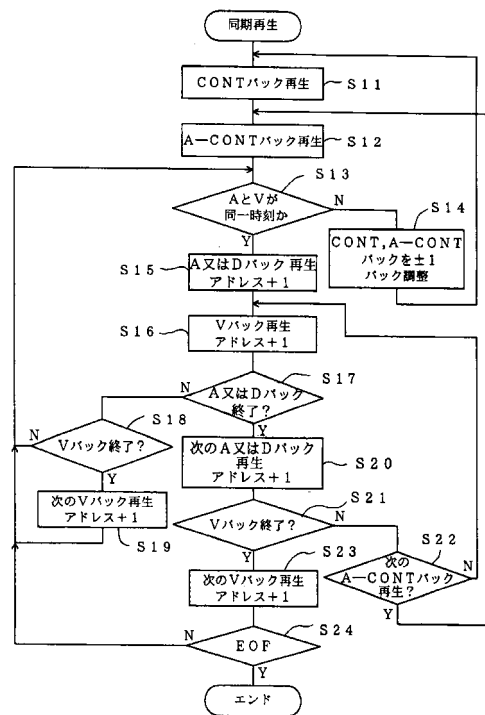 同期再生
CONTパック再生
S11
A-CONTパック再生
S12
S13
AとVが
同一時刻か
N
Y
S14
CONT,A-CONT
パックを±1
パック調整
S15
A又はDパック再生
アドレス+1
S16
Vパック再生
アドレス+1
S17
A又はDパック
終了?
N
Y
S18
Vパック終了?
N
Y
次のVパック再生
アドレス+1
S19
次のA又はDパック
再生
アドレス+1
S20
S21
Vパック終了?
N
Y
S22
次の
A-CONTパック
再生?
N
Y
S23
次のVパック再生
アドレス+1
S24
EOF
N
Y
エンド